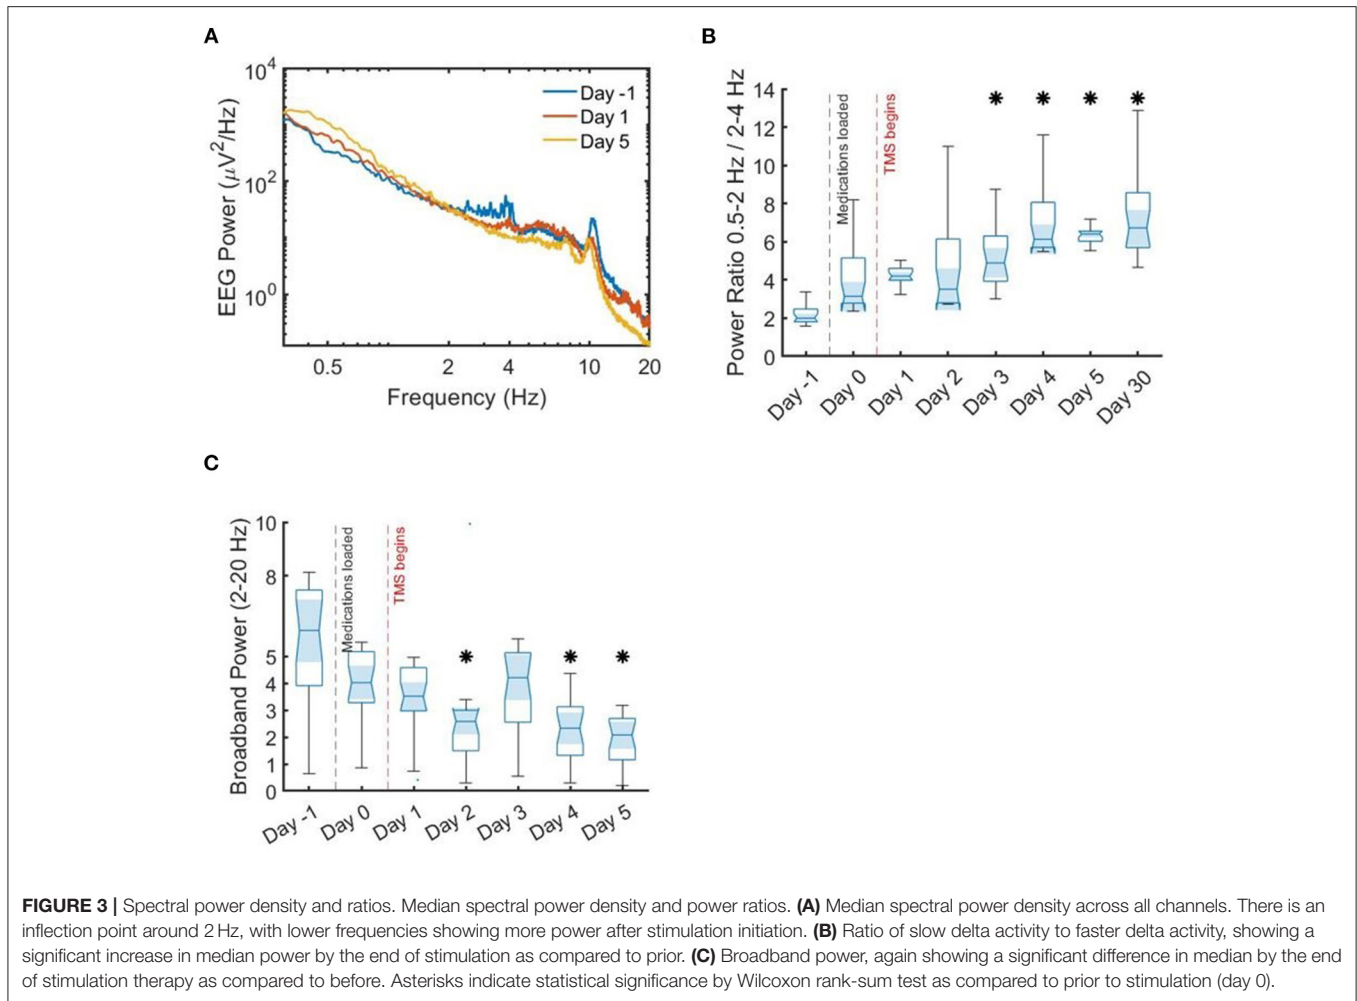 A
EEG Power (μV²/Hz)
10⁴
10²
10⁰
Day -1
Day 1
Day 5
0.5
2
4
10
20
Frequency (Hz)
B
Power Ratio 0.5-2 Hz / 2-4 Hz
14
12
10
8
6
4
2
0
Medications loaded
TMS begins
*
*
*
*
Day -1
Day 0
Day 1
Day 2
Day 3
Day 4
Day 5
Day 30
C
Broadband Power (2-20 Hz)
10
8
5
4
3
2
1
0
Medications loaded
TMS begins
*
*
*
Day -1
Day 0
Day 1
Day 2
Day 3
Day 4
Day 5
FIGURE 3 | Spectral power density and ratios. Median spectral power density and power ratios. (A) Median spectral power density across all channels. There is an
inflection point around 2 Hz, with lower frequencies showing more power after stimulation initiation. (B) Ratio of slow delta activity to faster delta activity, showing a
significant increase in median power by the end of stimulation as compared to prior. (C) Broadband power, again showing a significant difference in median by the end
of stimulation therapy as compared to before. Asterisks indicate statistical significance by Wilcoxon rank-sum test as compared to prior to stimulation (day 0).